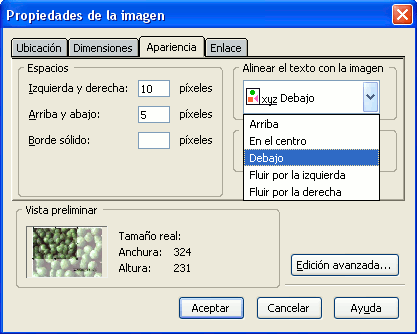 Propiedades de la imagen
Ubicación Dimensiones Apariencia Enlace
Espacios
Izquierda y derecha: 10 píxeles
Arriba y abajo: 5 píxeles
Borde sólido: píxeles
Alinear el texto con la imagen
xyz Debajo
Arriba
En el centro
Debajo
Fluir por la izquierda
Fluir por la derecha
Vista preliminar
Tamaño real:
Anchura: 324
Altura: 231
Edición avanzada...
Aceptar Cancelar Ayuda